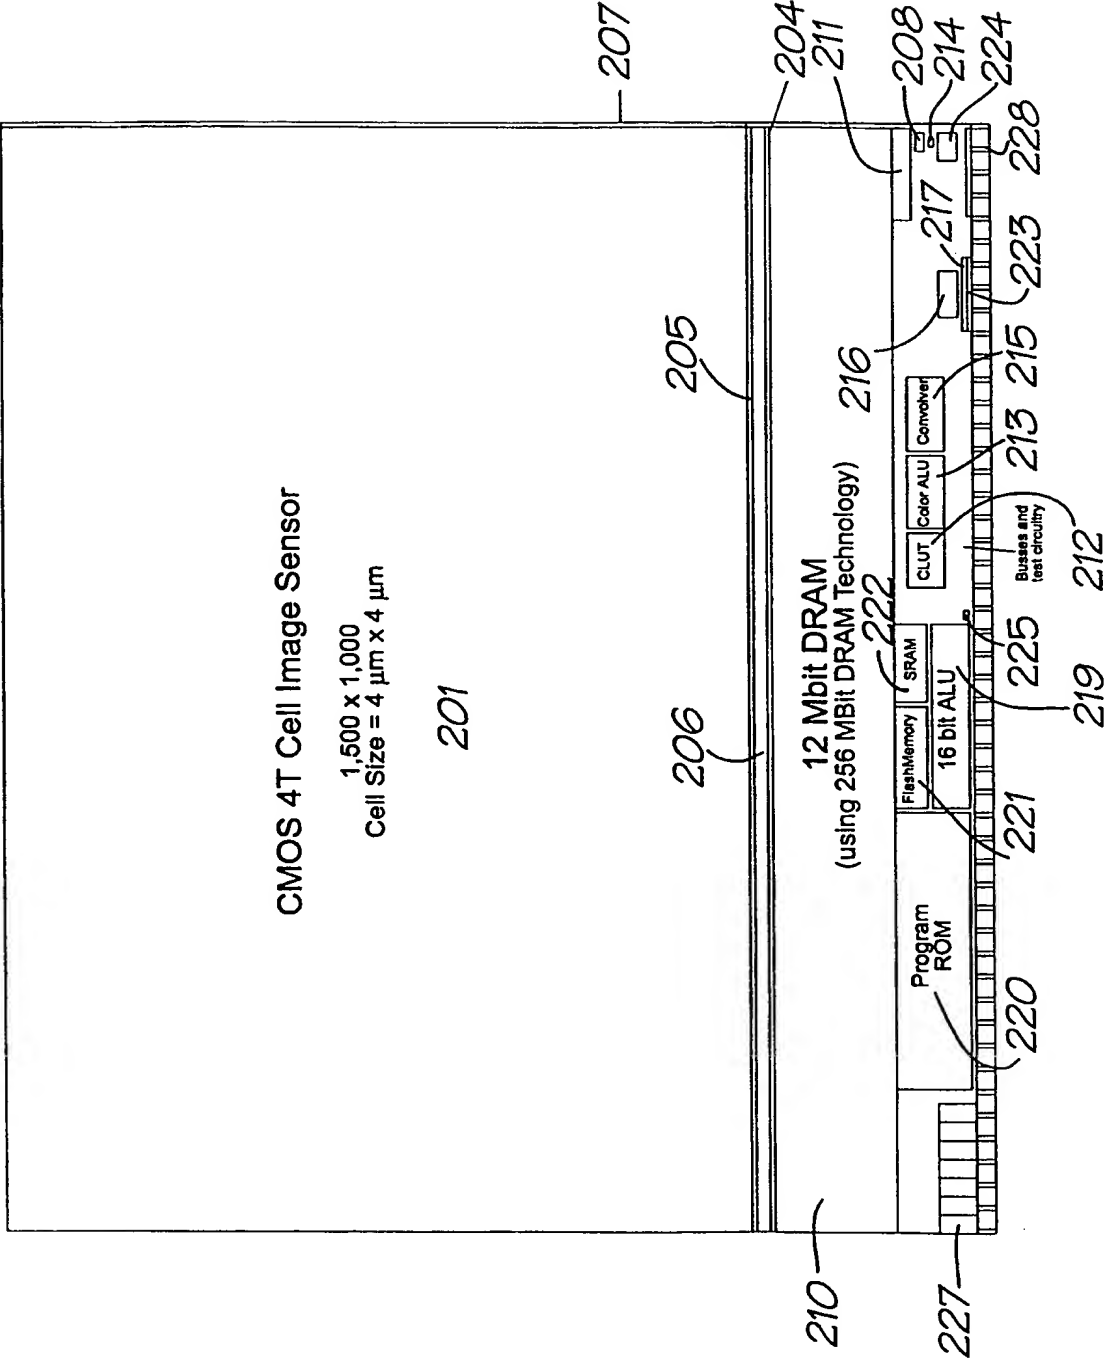 CMOS 4T Cell Image Sensor
1,500 x 1,000
Cell Size = 4 µm x 4 µm
201
207
205
206
204
211
12 Mbit DRAM
(using 256 MBit DRAM Technology)
210
208
214
224
228
217
223
216
Convolver
215
Color ALU
213
CLUT
212
Busses and
test circuitry
222
SRAM
FlashMemory
16 bit ALU
225
219
221
Program
ROM
220
227